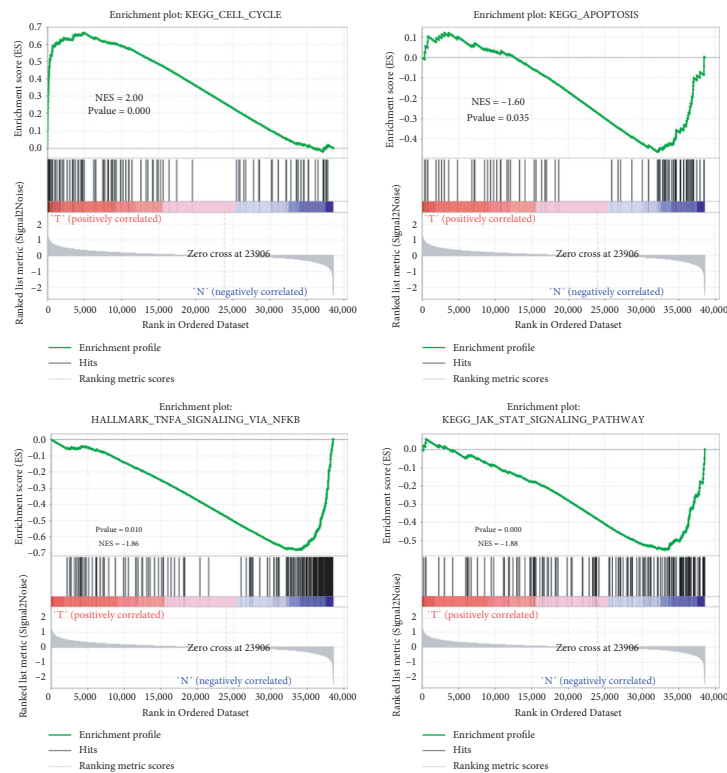 Enrichment plot: KEGG_CELL_CYCLE
Enrichment score (ES)
0.7
0.6
0.5
0.4
0.3
0.2
0.1
0.0
NES = 2.00
Pvalue = 0.000
Ranked list metric (Signal2Noise)
`T´ (positively correlated)
2
1
0
−1
−2
Zero cross at 23906
`N´ (negatively correlated)
0
5,000
10,000
15,000
20,000
25,000
30,000
35,000
40,000
Rank in Ordered Dataset
Enrichment profile
Hits
Ranking metric scores
Enrichment plot: KEGG_APOPTOSIS
Enrichment score (ES)
0.1
0.0
−0.1
−0.2
−0.3
−0.4
NES = −1.60
Pvalue = 0.035
Ranked list metric (Signal2Noise)
`T´ (positively correlated)
2
1
0
−1
−2
Zero cross at 23906
`N´ (negatively correlated)
0
5,000
10,000
15,000
20,000
25,000
30,000
35,000
40,000
Rank in Ordered Dataset
Enrichment profile
Hits
Ranking metric scores
Enrichment plot:
HALLMARK_TNFA_SIGNALING_VIA_NFKB
Enrichment score (ES)
0.0
−0.1
−0.2
−0.3
−0.4
−0.5
−0.6
−0.7
Pvalue = 0.010
NES = −1.86
Ranked list metric (Signal2Noise)
`T´ (positively correlated)
2
1
0
−1
−2
Zero cross at 23906
`N´ (negatively correlated)
0
5,000
10,000
15,000
20,000
25,000
30,000
35,000
40,000
Rank in Ordered Dataset
Enrichment profile
Hits
Ranking metric scores
Enrichment plot:
KEGG_JAK_STAT_SIGNALING_PATHWAY
Enrichment score (ES)
0.0
−0.1
−0.2
−0.3
−0.4
−0.5
Pvalue = 0.000
NES = −1.88
Ranked list metric (Signal2Noise)
`T´ (positively correlated)
2
1
0
−1
−2
Zero cross at 23906
`N´ (negatively correlated)
0
5,000
10,000
15,000
20,000
25,000
30,000
35,000
40,000
Rank in Ordered Dataset
Enrichment profile
Hits
Ranking metric scores